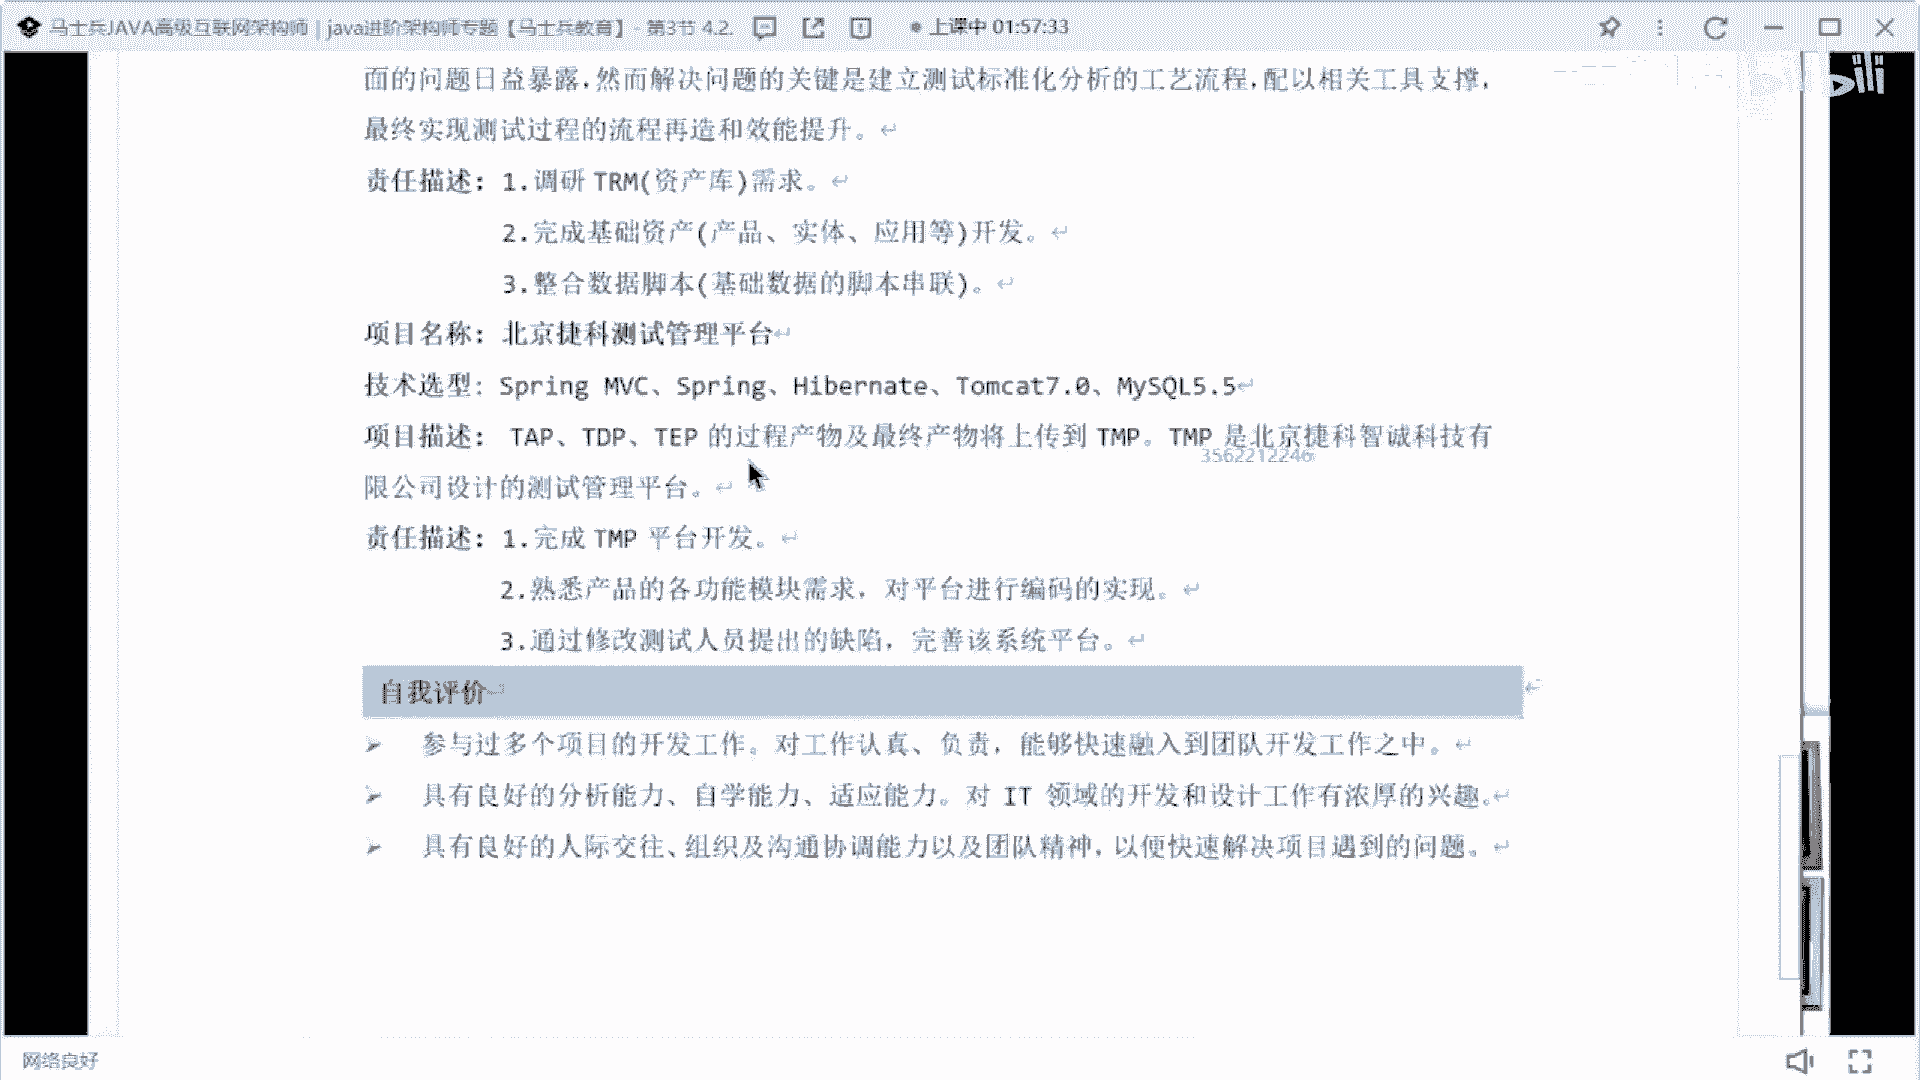 马士兵JAVA高级互联网架构师 | java进阶架构师专题【马士兵教育】 - 第3节 4.2.
上课中 01:57:33
bilibili
面的问题日益暴露,然而解决问题的关键是建立测试标准化分析的工艺流程,配以相关工具支撑,
最终实现测试过程的流程再造和效能提升。
责任描述: 1.调研 TRM(资产库)需求。
2.完成基础资产(产品、实体、应用等)开发。
3.整合数据脚本(基础数据的脚本串联)。
项目名称: 北京捷科测试管理平台
技术选型: Spring MVC、Spring、Hibernate、Tomcat7.0、MySQL5.5
项目描述: TAP、TDP、TEP 的过程产物及最终产物将上传到 TMP。TMP 是北京捷科智诚科技有
3562212246
限公司设计的测试管理平台。
责任描述: 1.完成 TMP 平台开发。
2.熟悉产品的各功能模块需求, 对平台进行编码的实现。
3.通过修改测试人员提出的缺陷, 完善该系统平台。
自我评价
➢ 参与过多个项目的开发工作。对工作认真、负责, 能够快速融入到团队开发工作之中。
➢ 具有良好的分析能力、自学能力、适应能力。对 IT 领域的开发和设计工作有浓厚的兴趣。
➢ 具有良好的人际交往、组织及沟通协调能力以及团队精神, 以便快速解决项目遇到的问题。
网络良好